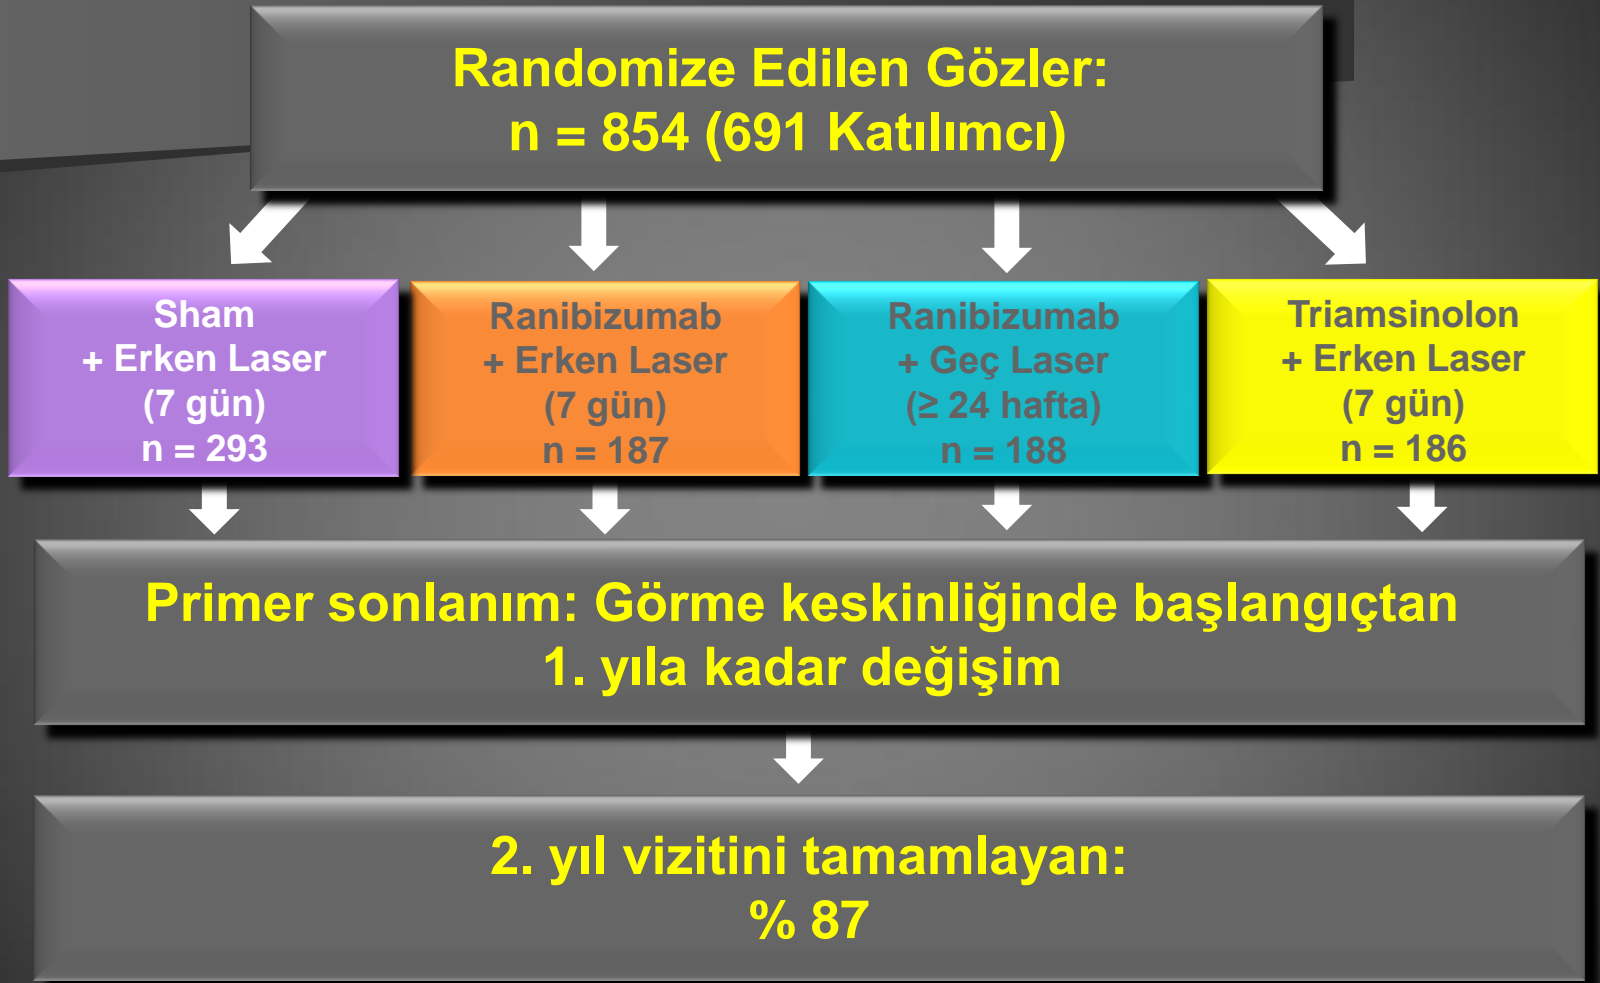 Randomize Edilen Gözler:
n = 854 (691 Katılımcı)
Sham
+ Erken Laser
(7 gün)
n = 293
Ranibizumab
+ Erken Laser
(7 gün)
n = 187
Ranibizumab
+ Geç Laser
(≥ 24 hafta)
n = 188
Triamsinolon
+ Erken Laser
(7 gün)
n = 186
Primer sonlanım: Görme keskinliğinde başlangıçtan
1. yıla kadar değişim
2. yıl vizitini tamamlayan:
% 87